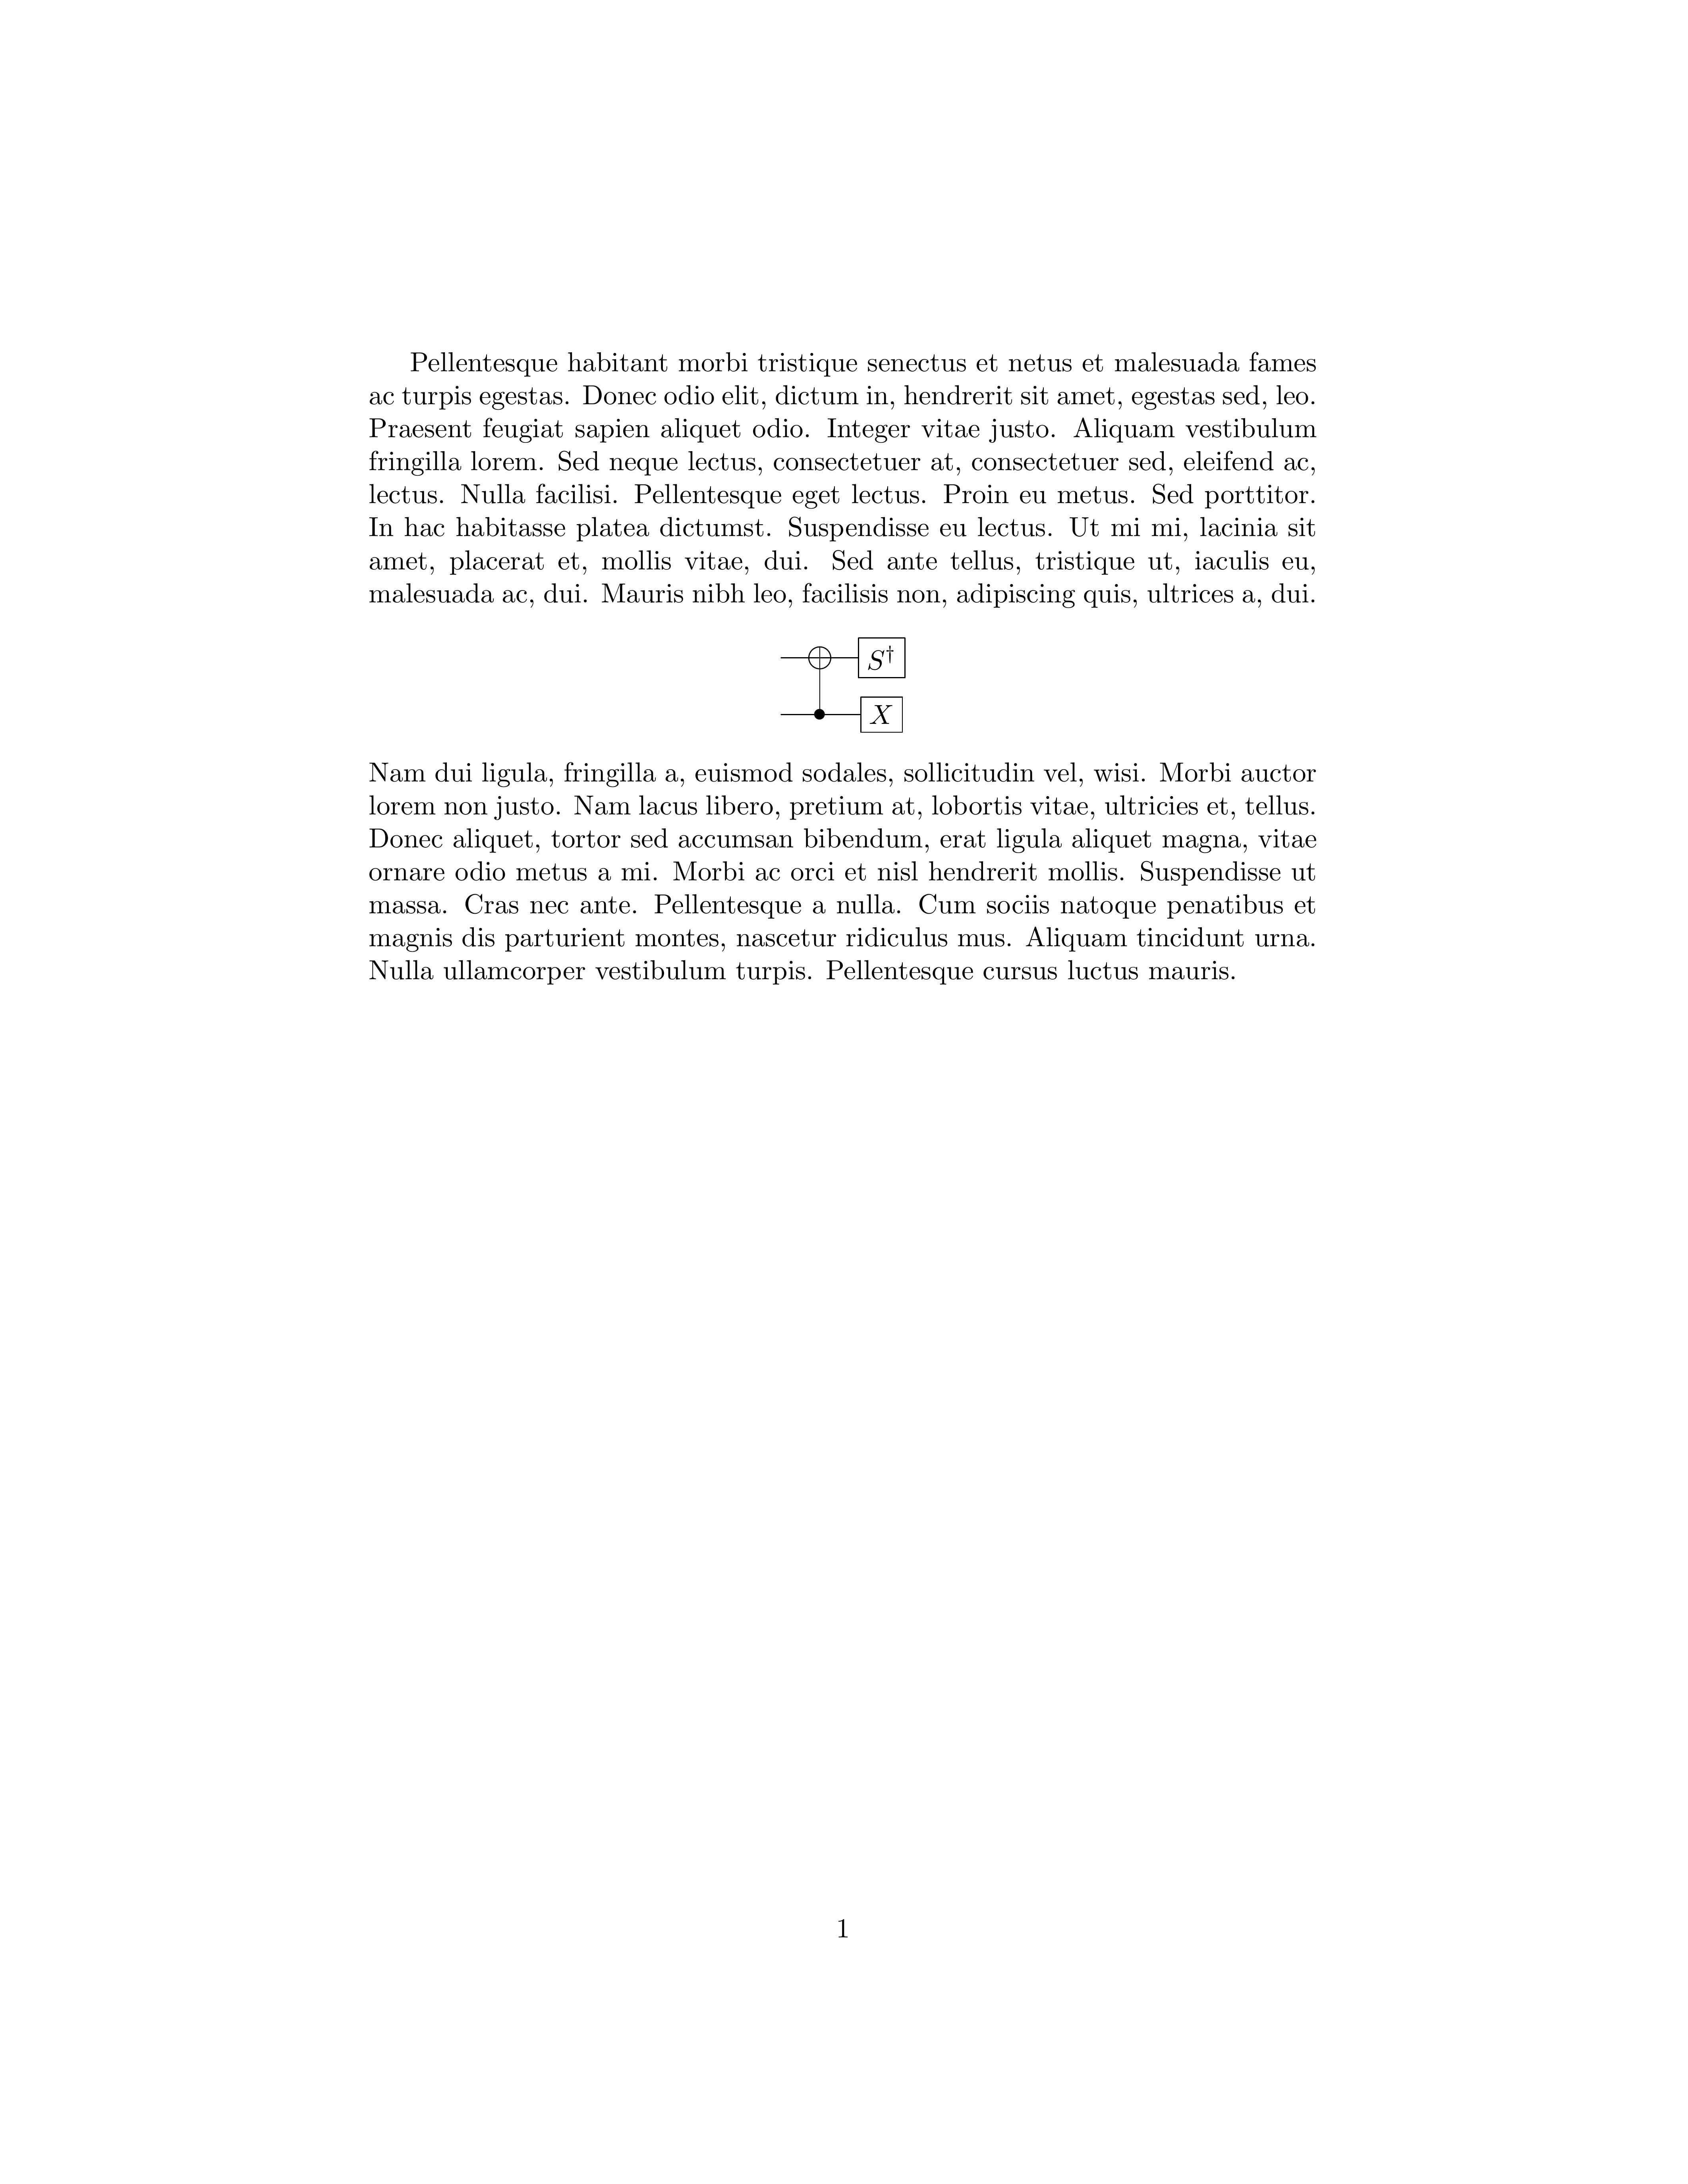 Pellentesque habitant morbi tristique senectus et netus et malesuada fames
ac turpis egestas. Donec odio elit, dictum in, hendrerit sit amet, egestas sed, leo.
Praesent feugiat sapien aliquet odio. Integer vitae justo. Aliquam vestibulum
fringilla lorem. Sed neque lectus, consectetuer at, consectetuer sed, eleifend ac,
lectus. Nulla facilisi. Pellentesque eget lectus. Proin eu metus. Sed porttitor.
In hac habitasse platea dictumst. Suspendisse eu lectus. Ut mi mi, lacinia sit
amet, placerat et, mollis vitae, dui. Sed ante tellus, tristique ut, iaculis eu,
malesuada ac, dui. Mauris nibh leo, facilisis non, adipiscing quis, ultrices a, dui.
S†
X
Nam dui ligula, fringilla a, euismod sodales, sollicitudin vel, wisi. Morbi auctor
lorem non justo. Nam lacus libero, pretium at, lobortis vitae, ultricies et, tellus.
Donec aliquet, tortor sed accumsan bibendum, erat ligula aliquet magna, vitae
ornare odio metus a mi. Morbi ac orci et nisl hendrerit mollis. Suspendisse ut
massa. Cras nec ante. Pellentesque a nulla. Cum sociis natoque penatibus et
magnis dis parturient montes, nascetur ridiculus mus. Aliquam tincidunt urna.
Nulla ullamcorper vestibulum turpis. Pellentesque cursus luctus mauris.
1